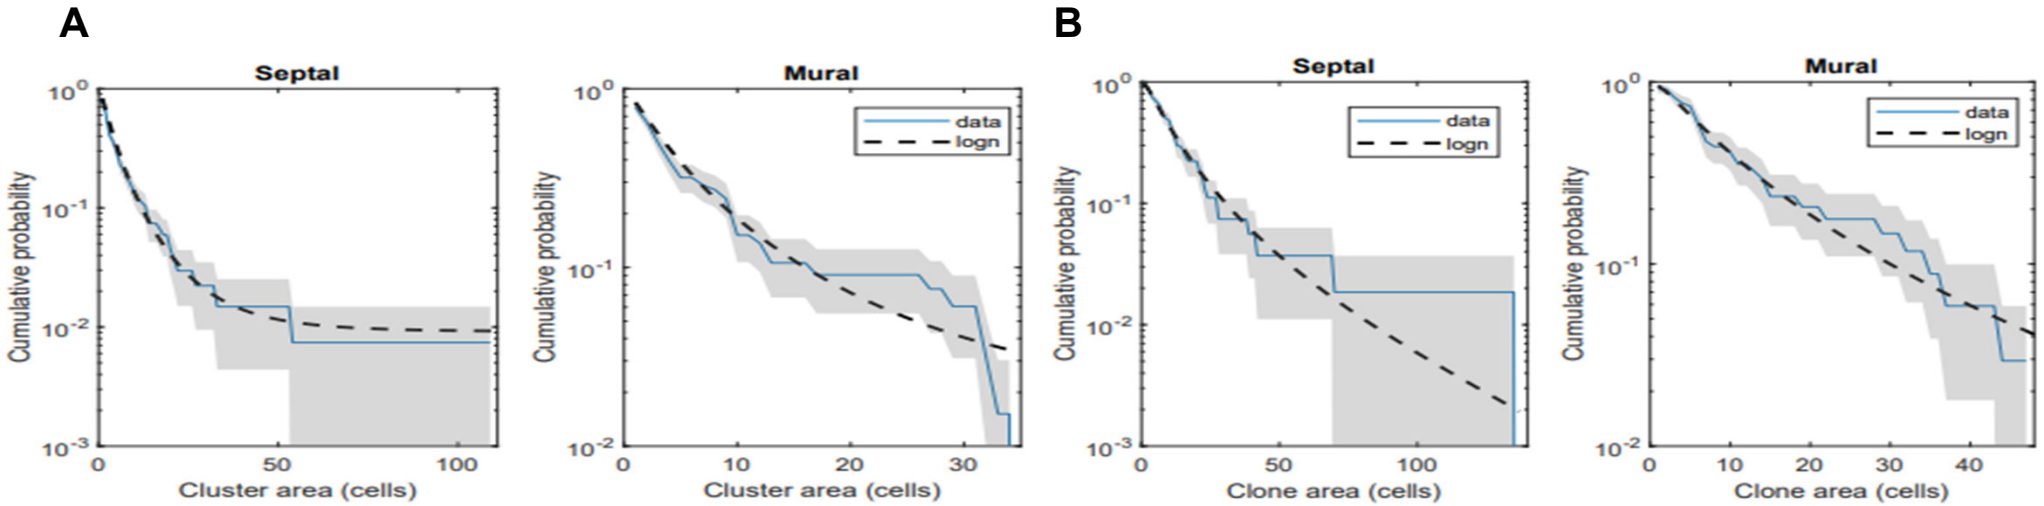 A
B
Septal
Cumulative probability
10^0
10^-1
10^-2
10^-3
0
50
100
Cluster area (cells)
Mural
data
logn
Cumulative probability
10^0
10^-1
10^-2
0
10
20
30
Cluster area (cells)
Septal
data
logn
Cumulative probability
10^0
10^-1
10^-2
10^-3
0
50
100
Clone area (cells)
Mural
data
logn
Cumulative probability
10^0
10^-1
10^-2
0
10
20
30
40
Clone area (cells)